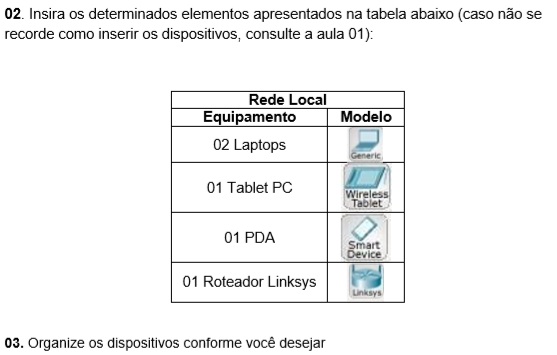 02. Insira os determinados elementos apresentados na tabela abaixo (caso não se
recorde como inserir os dispositivos, consulte a aula 01):
Rede Local
Equipamento Modelo
02 Laptops
Generic
01 Tablet PC
Wireless
Tablet
01 PDA
Smart
Device
01 Roteador Linksys
Linksys
03. Organize os dispositivos conforme você desejar